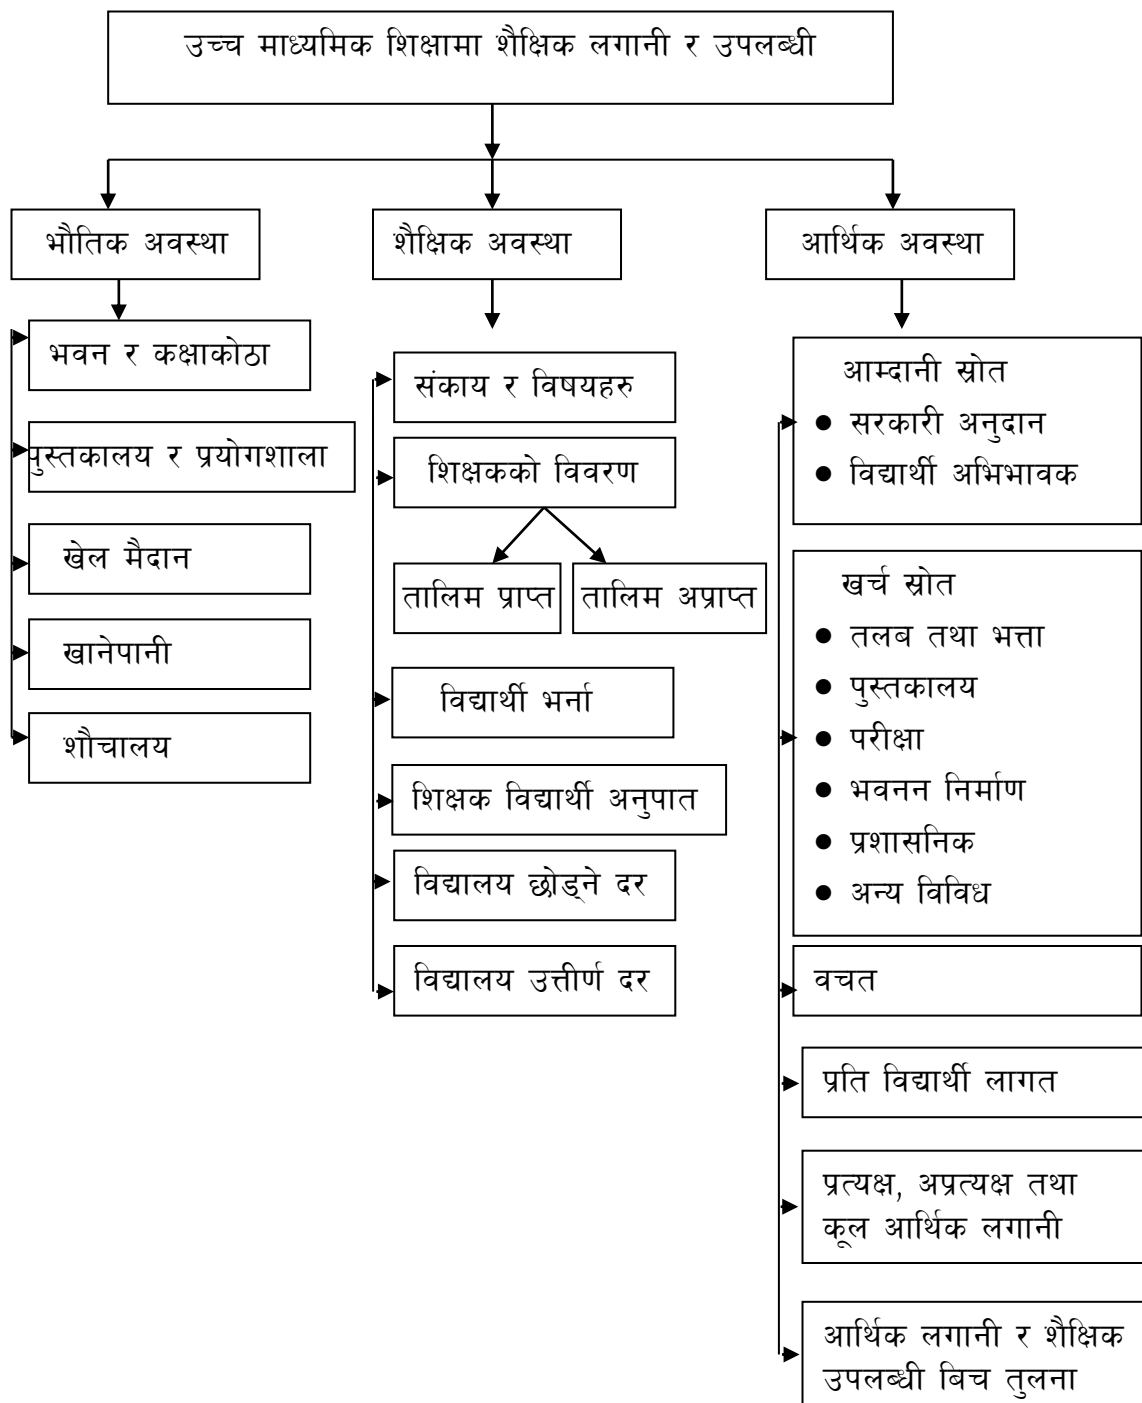 उच्च माध्यमिक शिक्षामा शैक्षिक लगानी र उपलब्धी
भौतिक अवस्था
भवन र कक्षाकोठा
पुस्तकालय र प्रयोगशाला
खेल मैदान
खानेपानी
शौचालय
शैक्षिक अवस्था
संकाय र विषयहरु
शिक्षकको विवरण
तालिम प्राप्त
तालिम अप्राप्त
विद्यार्थी भर्ना
शिक्षक विद्यार्थी अनुपात
विद्यालय छोड्ने दर
विद्यालय उत्तीर्ण दर
आर्थिक अवस्था
आम्दानी स्रोत
● सरकारी अनुदान
● विद्यार्थी अभिभावक
खर्च स्रोत
● तलब तथा भत्ता
● पुस्तकालय
● परीक्षा
● भवनन निर्माण
● प्रशासनिक
● अन्य विविध
वचत
प्रति विद्यार्थी लागत
प्रत्यक्ष, अप्रत्यक्ष तथा
कूल आर्थिक लगानी
आर्थिक लगानी र शैक्षिक
उपलब्धी बिच तुलना